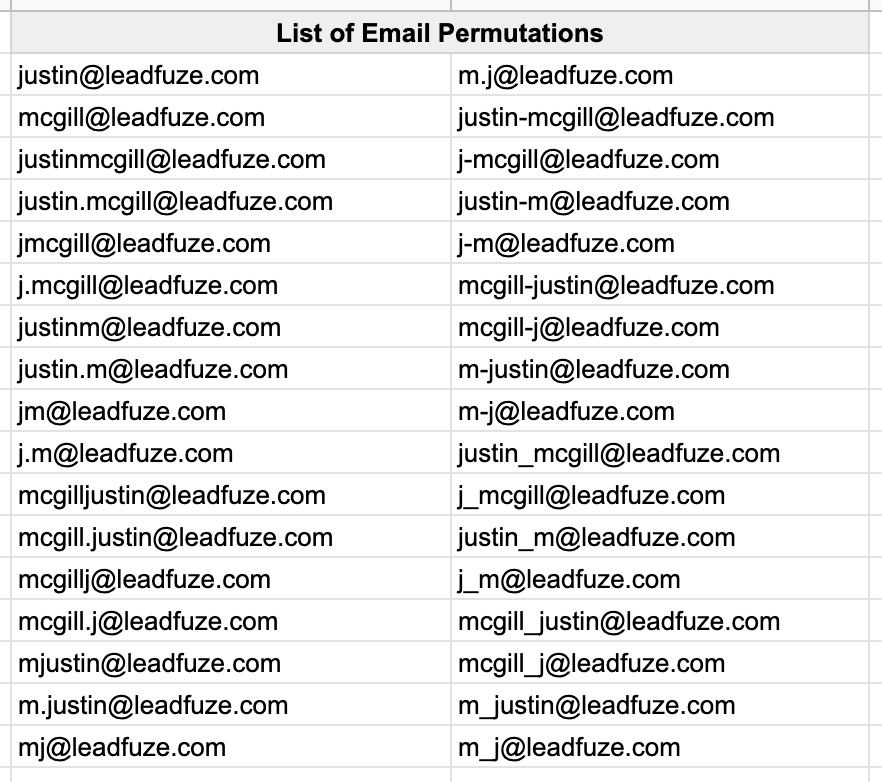 List of Email Permutations
justin@leadfuze.com m.j@leadfuze.com
mcgill@leadfuze.com justin-mcgill@leadfuze.com
justinmcgill@leadfuze.com j-mcgill@leadfuze.com
justin.mcgill@leadfuze.com justin-m@leadfuze.com
jmcgill@leadfuze.com j-m@leadfuze.com
j.mcgill@leadfuze.com mcgill-justin@leadfuze.com
justinm@leadfuze.com mcgill-j@leadfuze.com
justin.m@leadfuze.com m-justin@leadfuze.com
jm@leadfuze.com m-j@leadfuze.com
j.m@leadfuze.com justin_mcgill@leadfuze.com
mcgilljustin@leadfuze.com j_mcgill@leadfuze.com
mcgill.justin@leadfuze.com justin_m@leadfuze.com
mcgillj@leadfuze.com j_m@leadfuze.com
mcgill.j@leadfuze.com mcgill_justin@leadfuze.com
mjustin@leadfuze.com mcgill_j@leadfuze.com
m.justin@leadfuze.com m_justin@leadfuze.com
mj@leadfuze.com m_j@leadfuze.com